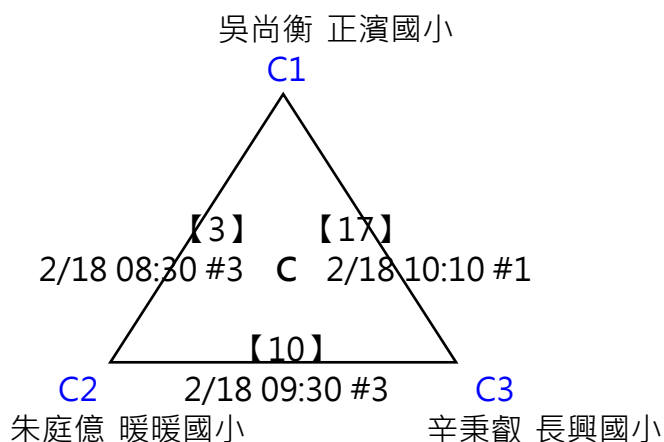 吳尚衡 正濱國小
C1
【3】 【17】
2/18 08:30 #3 C 2/18 10:10 #1
【10】
C2 2/18 09:30 #3 C3
朱庭億 暖暖國小 辛秉叡 長興國小